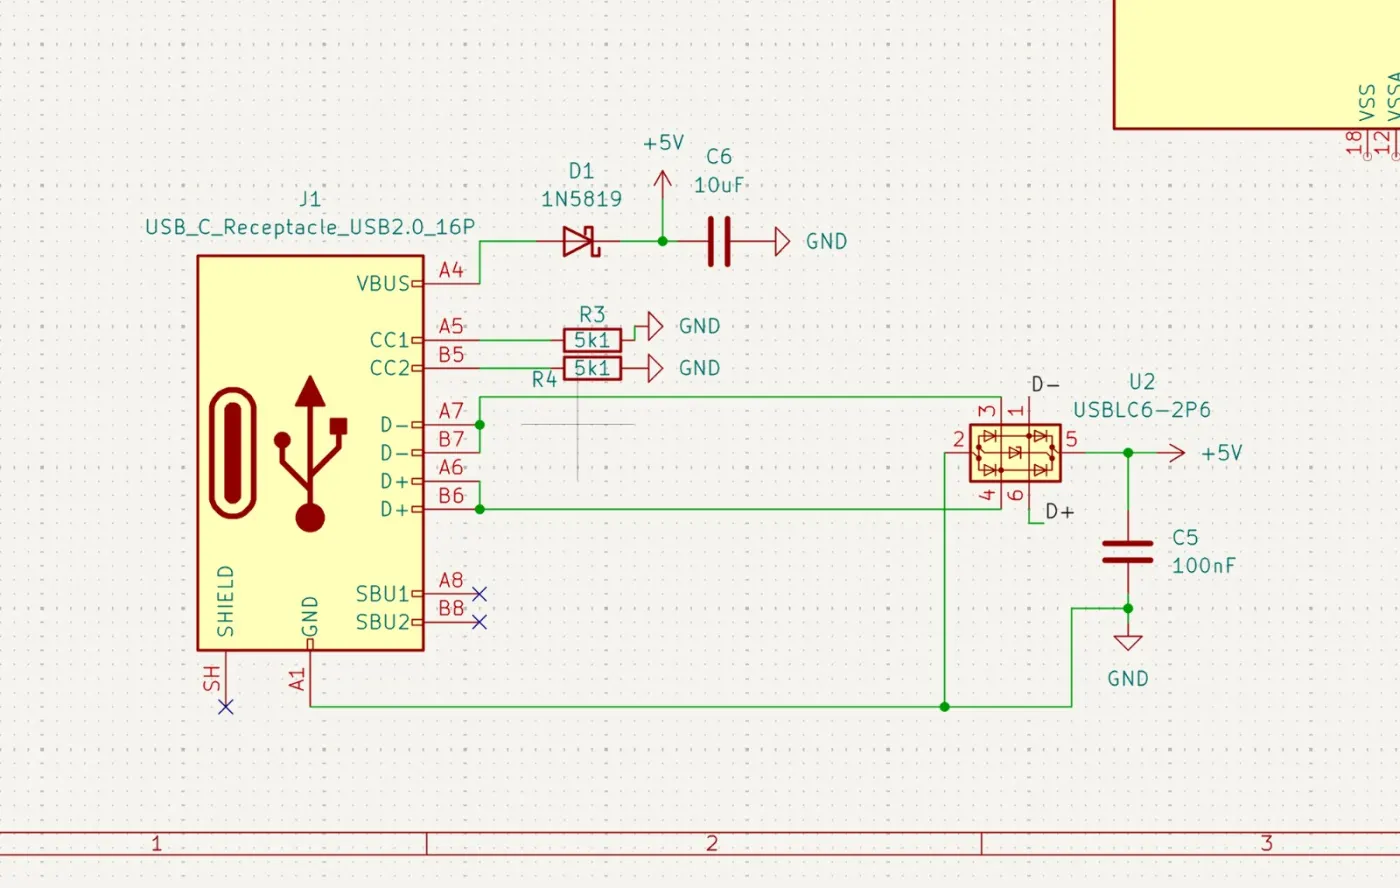 VSS
VSSA
18
12
+5V
C6
10uF
D1
1N5819
GND
J1
USB_C_Receptacle_USB2.0_16P
VBUS
A4
CC1
A5
CC2
B5
R3
5k1
GND
R4
5k1
GND
D-
A7
D-
B7
D+
A6
D+
B6
D-
U2
USBLC6-2P6
3
1
2
5
4
6
+5V
D+
C5
100nF
GND
SBU1
A8
SBU2
B8
SHIELD
GND
SH
A1
1
2
3